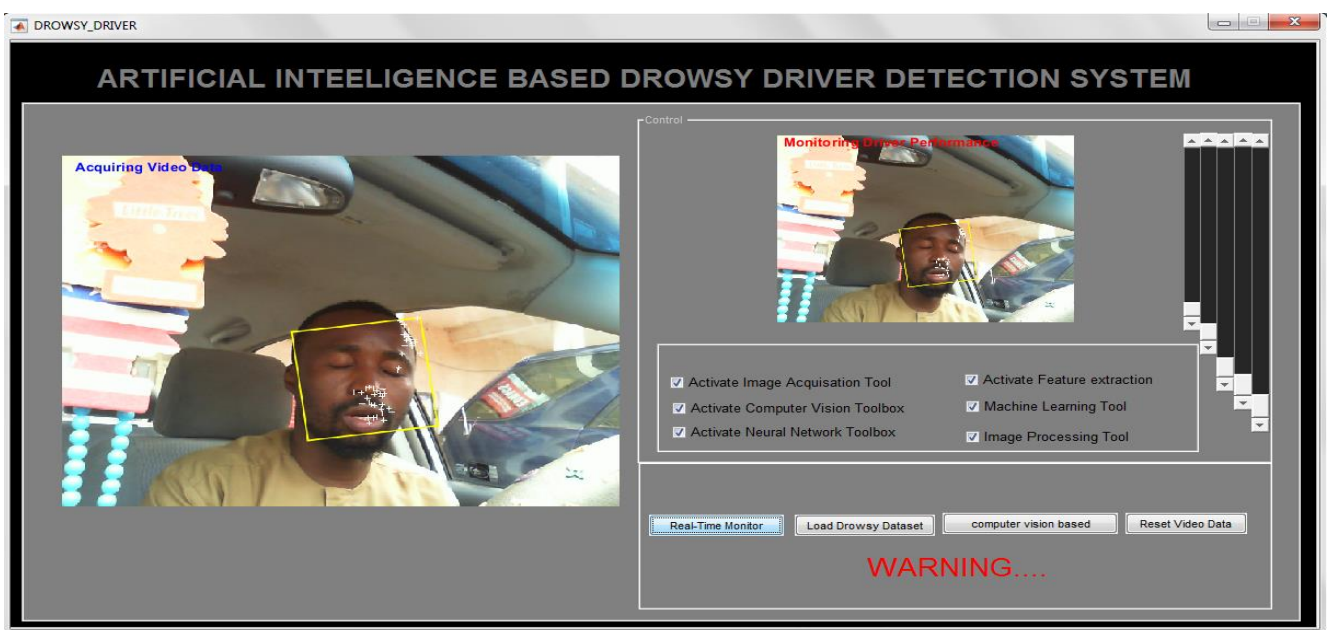 DROWSY_DRIVER
ARTIFICIAL INTEELIGENCE BASED DROWSY DRIVER DETECTION SYSTEM
Acquiring Video Data
Control
Monitoring Driver Performance
Activate Image Acquisation Tool
Activate Feature extraction
Activate Computer Vision Toolbox
Machine Learning Tool
Activate Neural Network Toolbox
Image Processing Tool
Real-Time Monitor
Load Drowsy Dataset
computer vision based
Reset Video Data
WARNING....